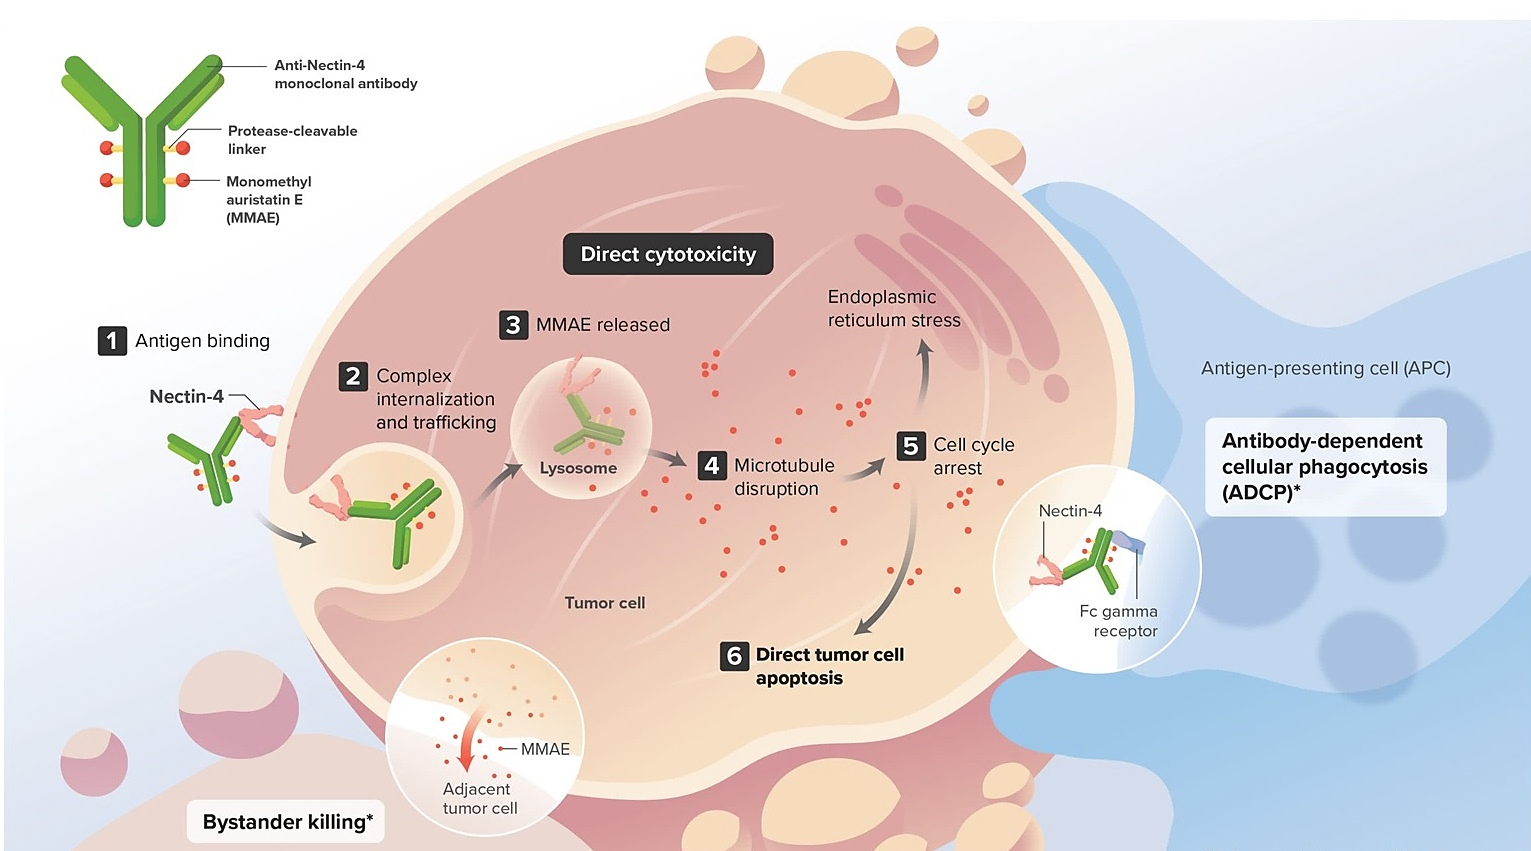 Anti-Nectin-4
monoclonal antibody
Protease-cleavable
linker
Monomethyl
auristatin E
(MMAE)
Direct cytotoxicity
1 Antigen binding
Nectin-4
2 Complex
internalization
and trafficking
3 MMAE released
Lysosome
4 Microtubule
disruption
5 Cell cycle
arrest
Endoplasmic
reticulum stress
6 Direct tumor cell
apoptosis
Tumor cell
MMAE
Adjacent
tumor cell
Bystander killing*
Nectin-4
Fc gamma
receptor
Antigen-presenting cell (APC)
Antibody-dependent
cellular phagocytosis
(ADCP)*